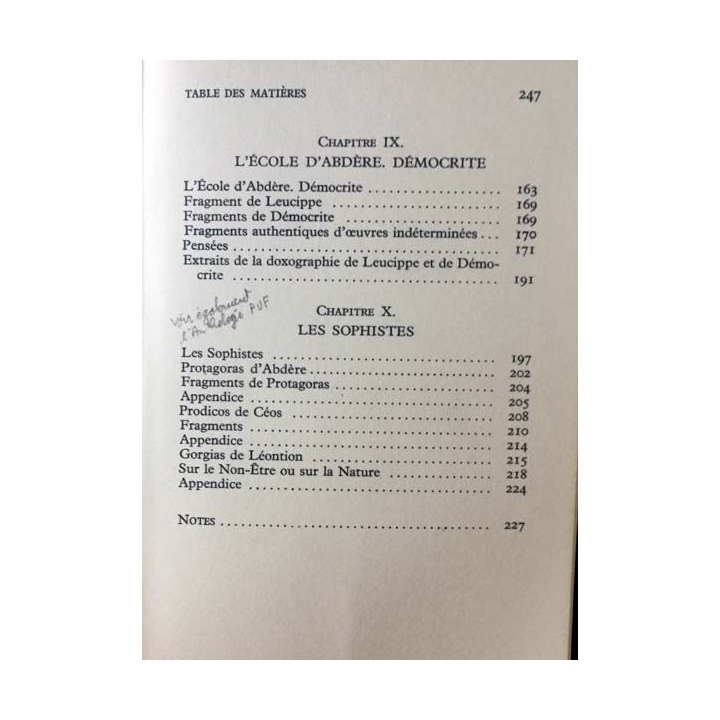 TABLE DES MATIÈRES 247
CHAPITRE IX.
L'ÉCOLE D'ABDÈRE. DÉMOCRITE
L'École d'Abdère. Démocrite .................... 163
Fragment de Leucippe ......................... 169
Fragments de Démocrite ...................... 169
Fragments authentiques d'œuvres indéterminées ... 170
Pensées ........................................ 171
Extraits de la doxographie de Leucippe et de Démo-
crite ...................................... 191
voir également
l'Anthologie PUF
CHAPITRE X.
LES SOPHISTES
Les Sophistes ................................. 197
Protagoras d'Abdère ............................ 202
Fragments de Protagoras ........................ 204
Appendice ..................................... 205
Prodicos de Céos ............................... 208
Fragments ..................................... 210
Appendice ..................................... 214
Gorgias de Léontion ............................ 215
Sur le Non-Être ou sur la Nature ................ 218
Appendice ..................................... 224
NOTES ......................................... 227